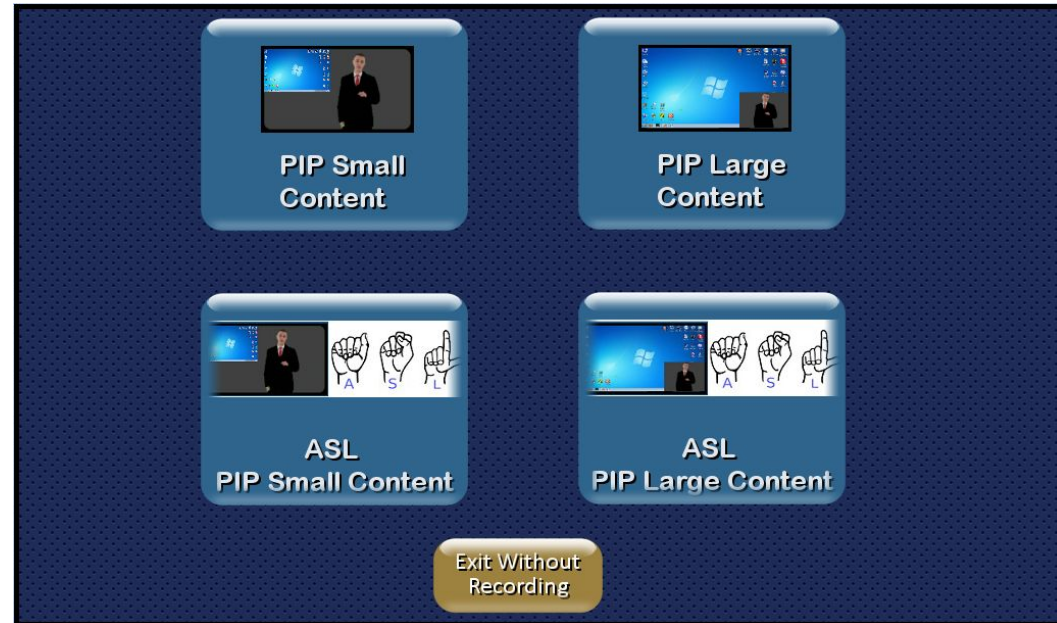 PIP Small
Content
PIP Large
Content
A S L
ASL
PIP Small Content
A S L
ASL
PIP Large Content
Exit Without
Recording